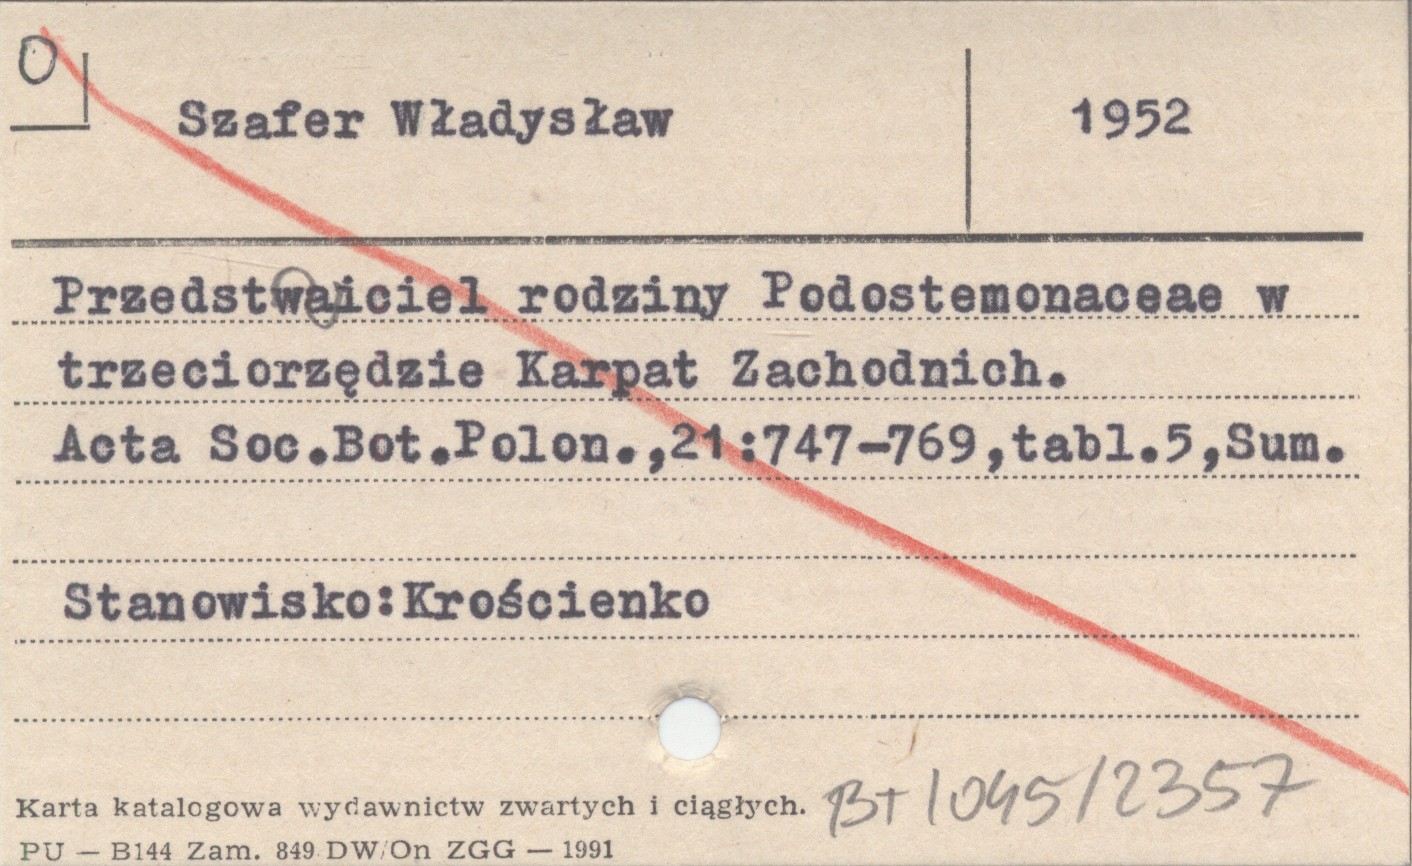 O
Szafer Władysław
1952
Przedstwaiciel rodziny Podostemonaceae w
trzeciorzędzie Karpat Zachodnich.
Acta Soc.Bot.Polon.,21:747-769,tabl.5,Sum.
Stanowisko:Krościenko
Karta katalogowa wydawnictw zwartych i ciągłych.
BT/045/2357
PU — B144 Zam. 849 DW/On ZGG — 1991